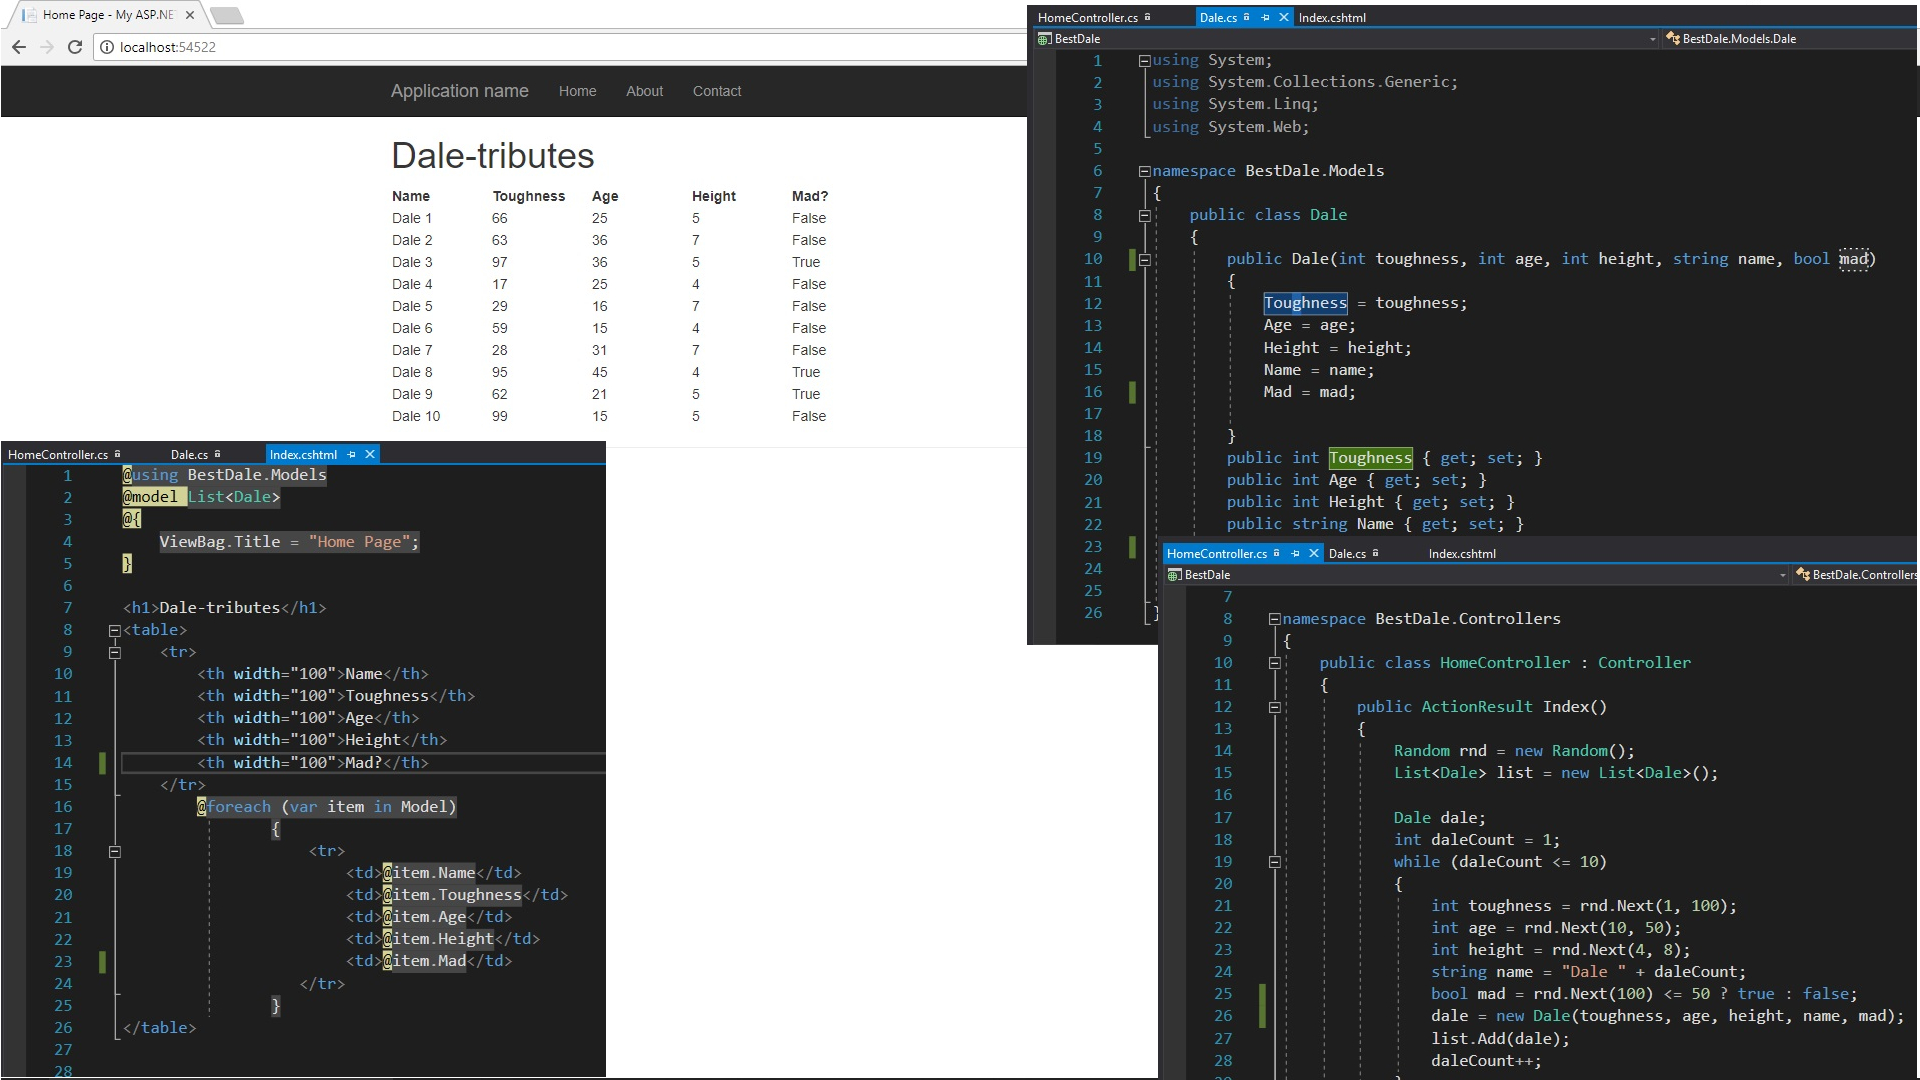 Home Page - My ASP.NE
localhost:54522
Application name Home About Contact
Dale-tributes
Name Toughness Age Height Mad?
Dale 1 66 25 5 False
Dale 2 63 36 7 False
Dale 3 97 36 5 True
Dale 4 17 25 4 False
Dale 5 29 16 7 False
Dale 6 59 15 4 False
Dale 7 28 31 7 False
Dale 8 95 45 4 True
Dale 9 62 21 5 True
Dale 10 99 15 5 False
HomeController.cs Dale.cs Index.cshtml
1 @using BestDale.Models
2 @model List<Dale>
3 @{
4 ViewBag.Title = "Home Page";
5 }
6
7 <h1>Dale-tributes</h1>
8 <table>
9 <tr>
10 <th width="100">Name</th>
11 <th width="100">Toughness</th>
12 <th width="100">Age</th>
13 <th width="100">Height</th>
14 <th width="100">Mad?</th>
15 </tr>
16 @foreach (var item in Model)
17 {
18 <tr>
19 <td>@item.Name</td>
20 <td>@item.Toughness</td>
21 <td>@item.Age</td>
22 <td>@item.Height</td>
23 <td>@item.Mad</td>
24 </tr>
25 }
26 </table>
27
28
HomeController.cs Dale.cs Index.cshtml
BestDale BestDale.Models.Dale
1 using System;
2 using System.Collections.Generic;
3 using System.Linq;
4 using System.Web;
5
6 namespace BestDale.Models
7 {
8 public class Dale
9 {
10 public Dale(int toughness, int age, int height, string name, bool mad)
11 {
12 Toughness = toughness;
13 Age = age;
14 Height = height;
15 Name = name;
16 Mad = mad;
17
18 }
19 public int Toughness { get; set; }
20 public int Age { get; set; }
21 public int Height { get; set; }
22 public string Name { get; set; }
23
24
25
26 }
HomeController.cs Dale.cs Index.cshtml
BestDale BestDale.Controllers
7
8 namespace BestDale.Controllers
9 {
10 public class HomeController : Controller
11 {
12 public ActionResult Index()
13 {
14 Random rnd = new Random();
15 List<Dale> list = new List<Dale>();
16
17 Dale dale;
18 int daleCount = 1;
19 while (daleCount <= 10)
20 {
21 int toughness = rnd.Next(1, 100);
22 int age = rnd.Next(10, 50);
23 int height = rnd.Next(4, 8);
24 string name = "Dale " + daleCount;
25 bool mad = rnd.Next(100) <= 50 ? true : false;
26 dale = new Dale(toughness, age, height, name, mad);
27 list.Add(dale);
28 daleCount++;